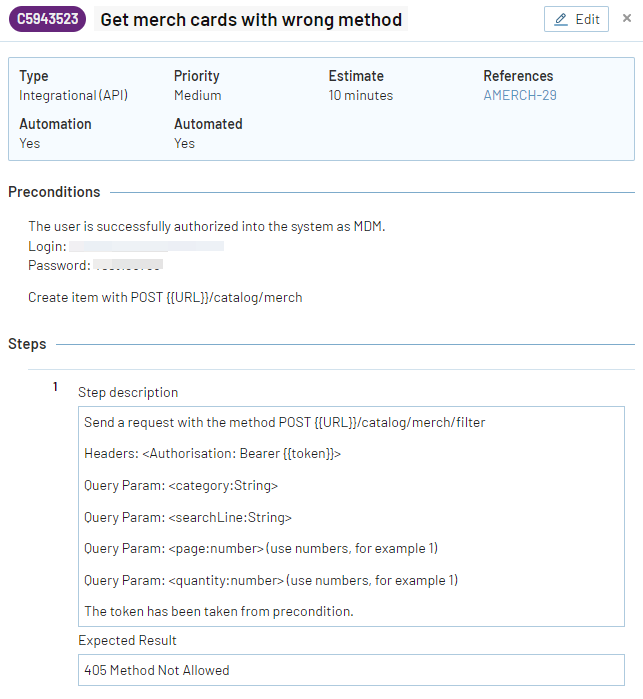 C5943523 Get merch cards with wrong method Edit ×
Type Priority Estimate References
Integrational (API) Medium 10 minutes AMERCH-29
Automation Automated
Yes Yes
Preconditions
The user is successfully authorized into the system as MDM.
Login:
Password:
Create item with POST {{URL}}/catalog/merch
Steps
1 Step description
Send a request with the method POST {{URL}}/catalog/merch/filter
Headers: <Authorisation: Bearer {{token}}>
Query Param: <category:String>
Query Param: <searchLine:String>
Query Param: <page:number> (use numbers, for example 1)
Query Param: <quantity:number> (use numbers, for example 1)
The token has been taken from precondition.
Expected Result
405 Method Not Allowed